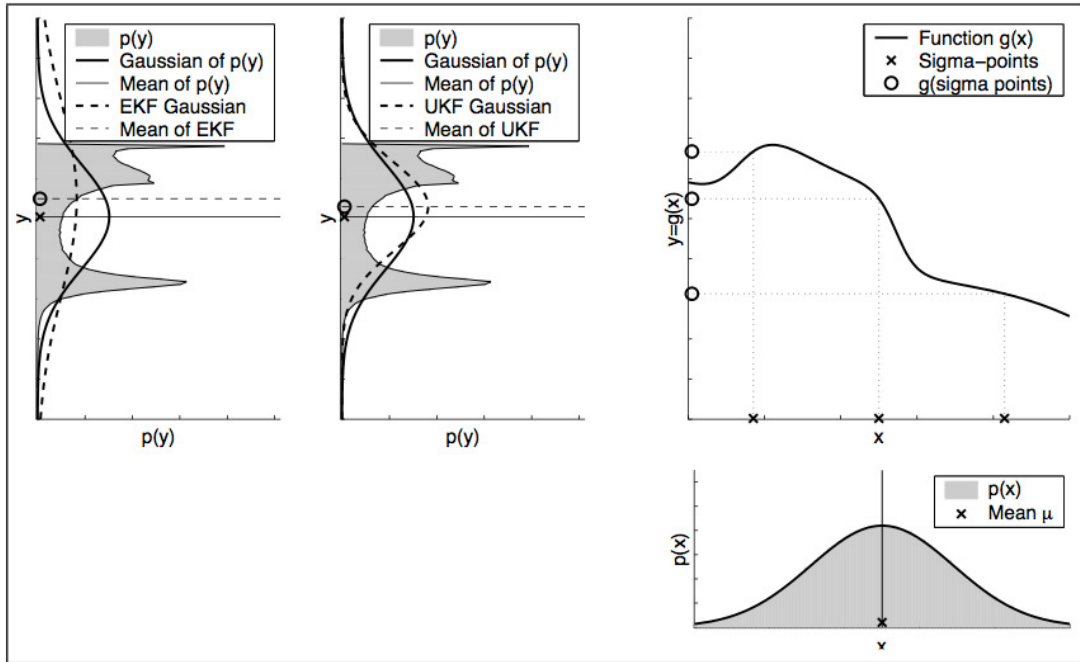 p(y)
Gaussian of p(y)
Mean of p(y)
EKF Gaussian
Mean of EKF
y
p(y)
p(y)
Gaussian of p(y)
Mean of p(y)
UKF Gaussian
Mean of UKF
y
p(y)
Function g(x)
Sigma-points
g(sigma points)
y=g(x)
x
p(x)
Mean μ
p(x)